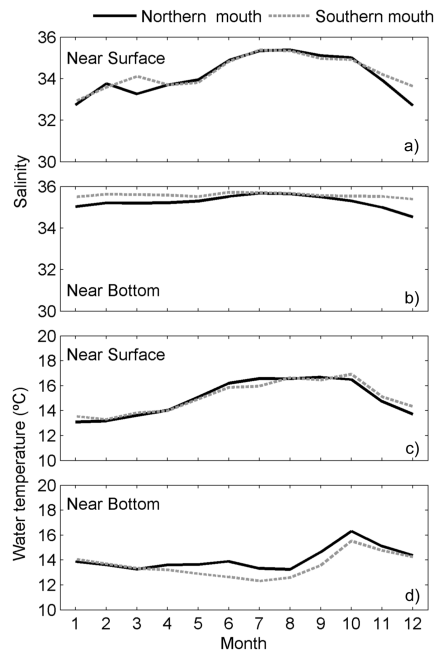 Northern mouth
Southern mouth
36
34
32
30
Near Surface
a)
Salinity
36
34
32
30
Near Bottom
b)
20
18
16
14
12
10
Near Surface
c)
Water temperature (ºC)
20
18
16
14
12
10
Near Bottom
d)
1 2 3 4 5 6 7 8 9 10 11 12
Month